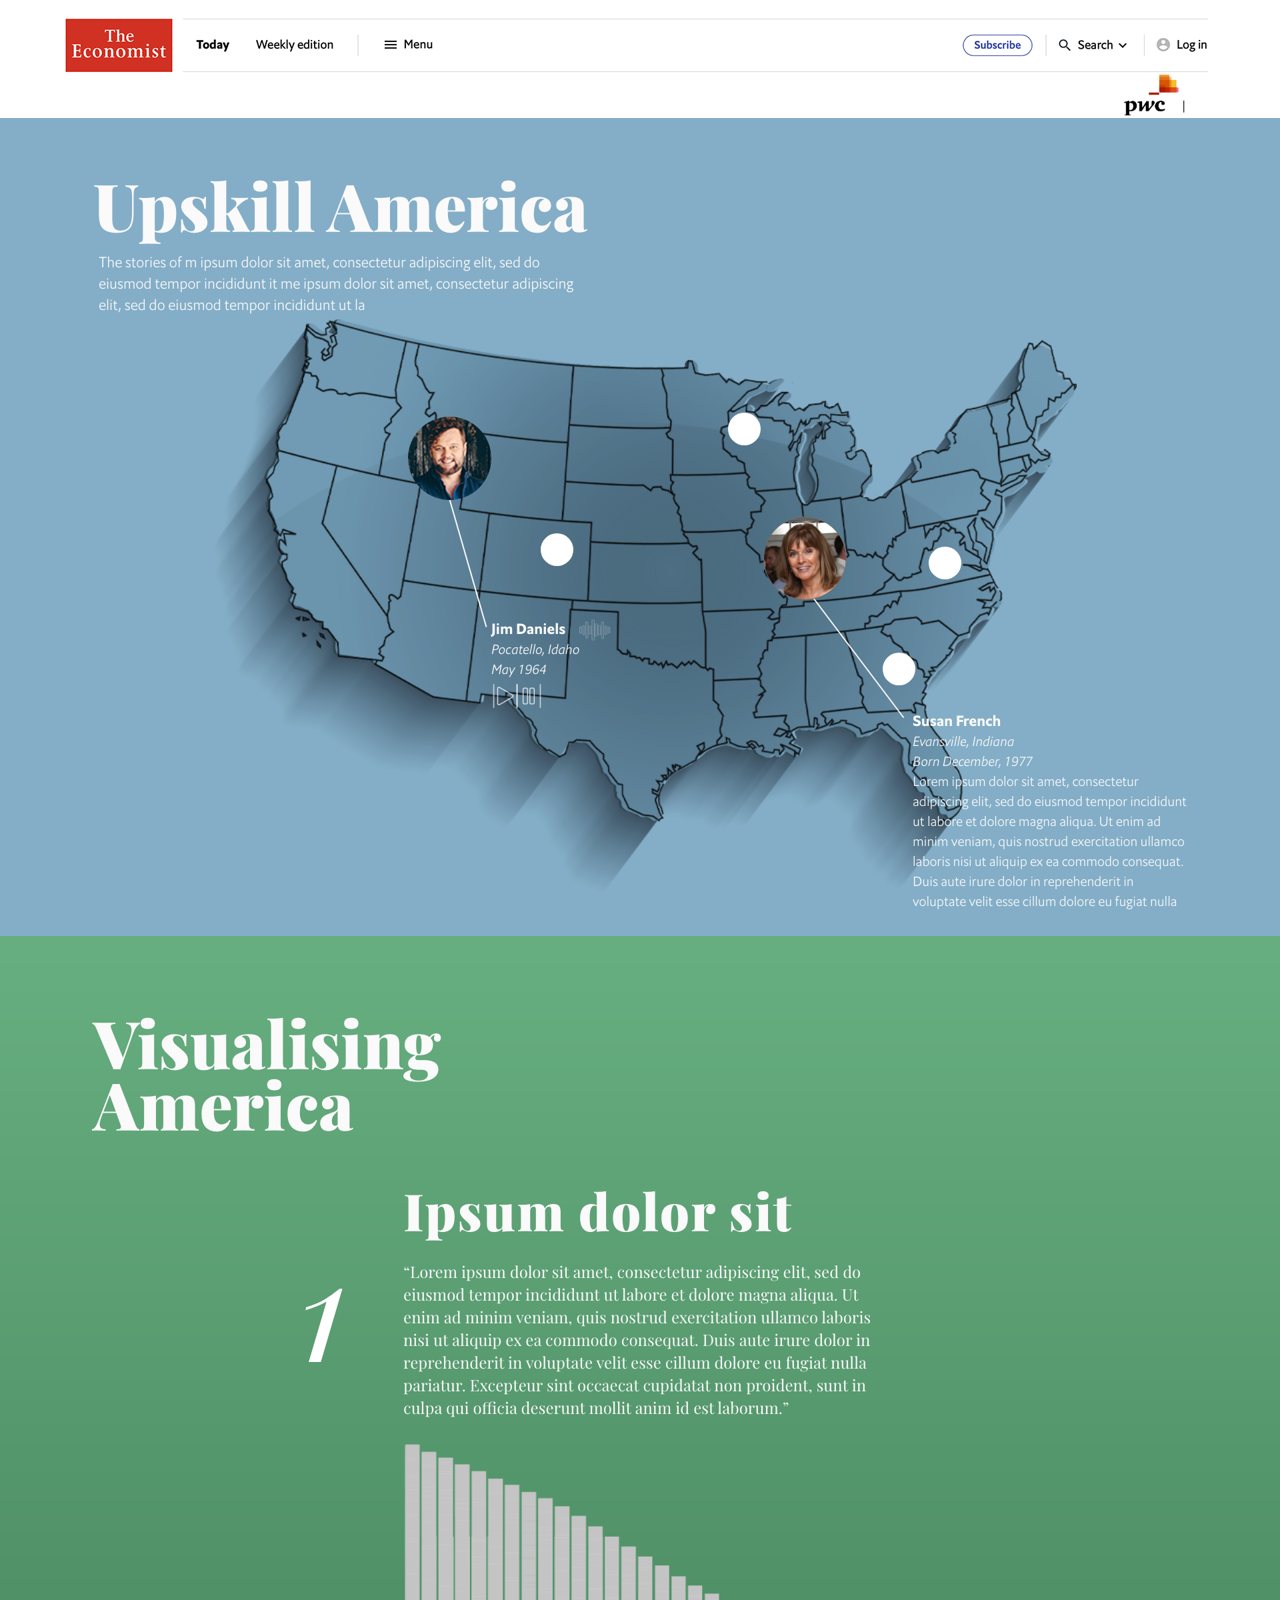 The
Economist
Today
Weekly edition
Menu
Subscribe
Search
Log in
pwc
Upskill America
The stories of m ipsum dolor sit amet, consectetur adipiscing elit, sed do
eiusmod tempor incididunt it me ipsum dolor sit amet, consectetur adipiscing
elit, sed do eiusmod tempor incididunt ut la
Jim Daniels
Pocatello, Idaho
May 1964
Susan French
Evansville, Indiana
Born December, 1977
Lorem ipsum dolor sit amet, consectetur
adipiscing elit, sed do eiusmod tempor incididunt
ut labore et dolore magna aliqua. Ut enim ad
minim veniam, quis nostrud exercitation ullamco
laboris nisi ut aliquip ex ea commodo consequat.
Duis aute irure dolor in reprehenderit in
voluptate velit esse cillum dolore eu fugiat nulla
Visualising
America
Ipsum dolor sit
1
“Lorem ipsum dolor sit amet, consectetur adipiscing elit, sed do
eiusmod tempor incididunt ut labore et dolore magna aliqua. Ut
enim ad minim veniam, quis nostrud exercitation ullamco laboris
nisi ut aliquip ex ea commodo consequat. Duis aute irure dolor in
reprehenderit in voluptate velit esse cillum dolore eu fugiat nulla
pariatur. Excepteur sint occaecat cupidatat non proident, sunt in
culpa qui officia deserunt mollit anim id est laborum.”